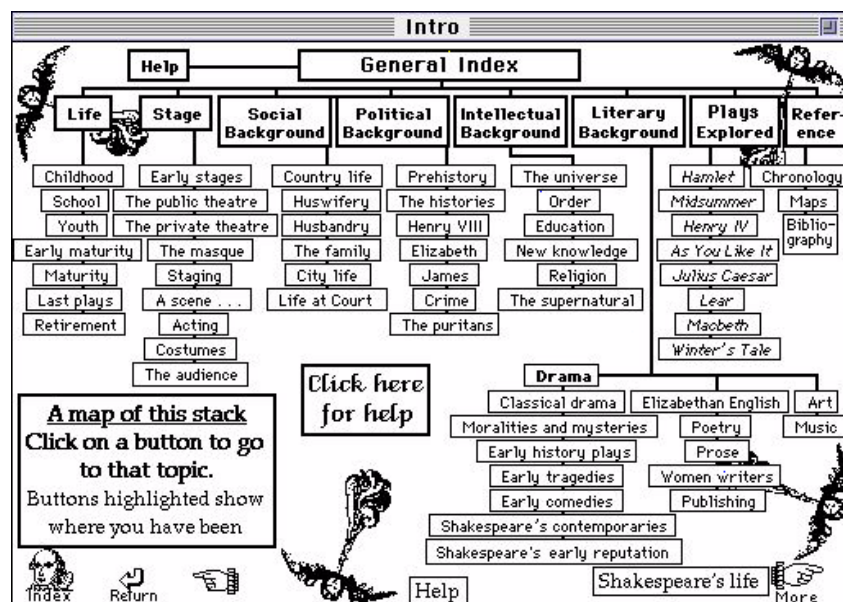 Intro
Help
General Index
Life
Stage
Social
Background
Political
Background
Intellectual
Background
Literary
Background
Plays
Explored
Refer-
ence
Childhood
School
Youth
Early maturity
Maturity
Last plays
Retirement
Early stages
The public theatre
The private theatre
The masque
Staging
A scene . . .
Acting
Costumes
The audience
Country life
Huswifery
Husbandry
The family
City life
Life at Court
Prehistory
The histories
Henry VIII
Elizabeth
James
Crime
The puritans
The universe
Order
Education
New knowledge
Religion
The supernatural
Hamlet
Midsummer
Henry IV
As You Like It
Julius Caesar
Lear
Macbeth
Winter's Tale
Chronology
Maps
Biblio-
graphy
Drama
Classical drama
Moralities and mysteries
Early history plays
Early tragedies
Early comedies
Shakespeare's contemporaries
Shakespeare's early reputation
Elizabethan English
Poetry
Prose
Women writers
Publishing
Art
Music
Click here
for help
A map of this stack
Click on a button to go
to that topic.
Buttons highlighted show
where you have been
Index
Return
Help
Shakespeare's life
More